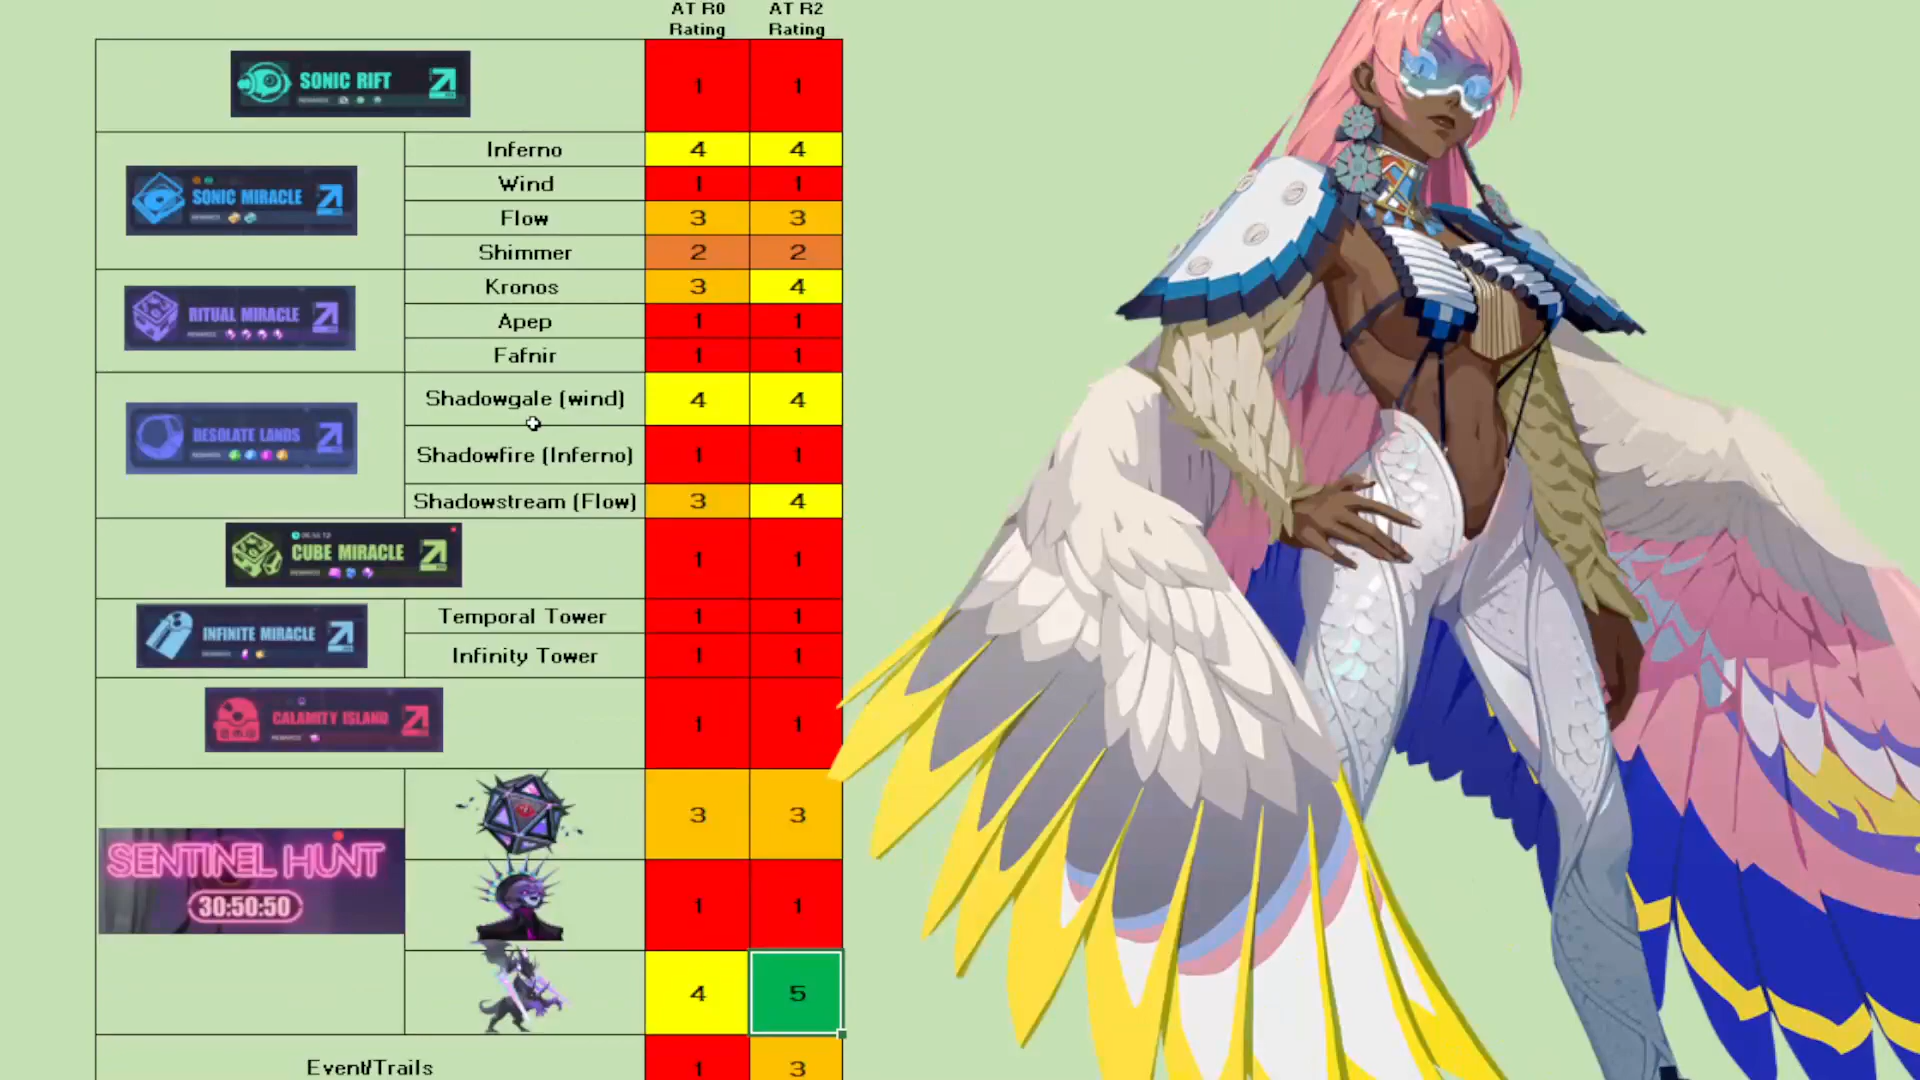 AT R0 Rating
AT R2 Rating
SONIC RIFT 1 1
SONIC MIRACLE
Inferno 4 4
Wind 1 1
Flow 3 3
Shimmer 2 2
RITUAL MIRACLE
Kronos 3 4
Apep 1 1
Fafnir 1 1
DESOLATE LANDS
Shadowgale (wind) 4 4
Shadowfire (Inferno) 1 1
Shadowstream (Flow) 3 4
CUBE MIRACLE 1 1
INFINITE MIRACLE
Temporal Tower 1 1
Infinity Tower 1 1
CALAMITY ISLAND 1 1
SENTINEL HUNT
30:50:50
3 3
1 1
4 5
Event/Trails 1 3